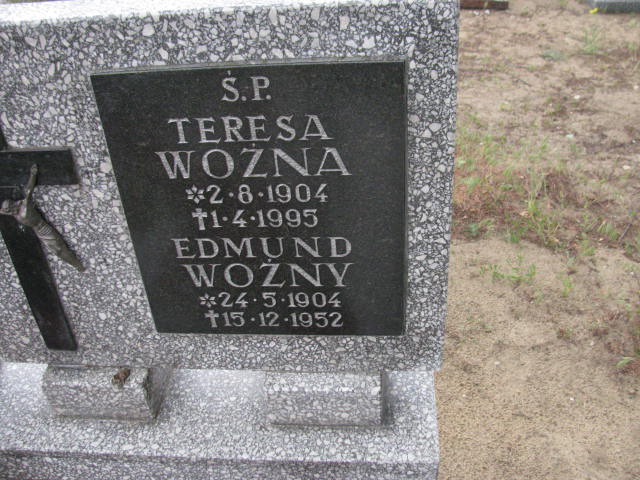 Ś.P.
TERESA
WOŹNA
*2·8·1904
†1·4·1995
EDMUND
WOŹNY
*24·5·1904
†15·12·1952